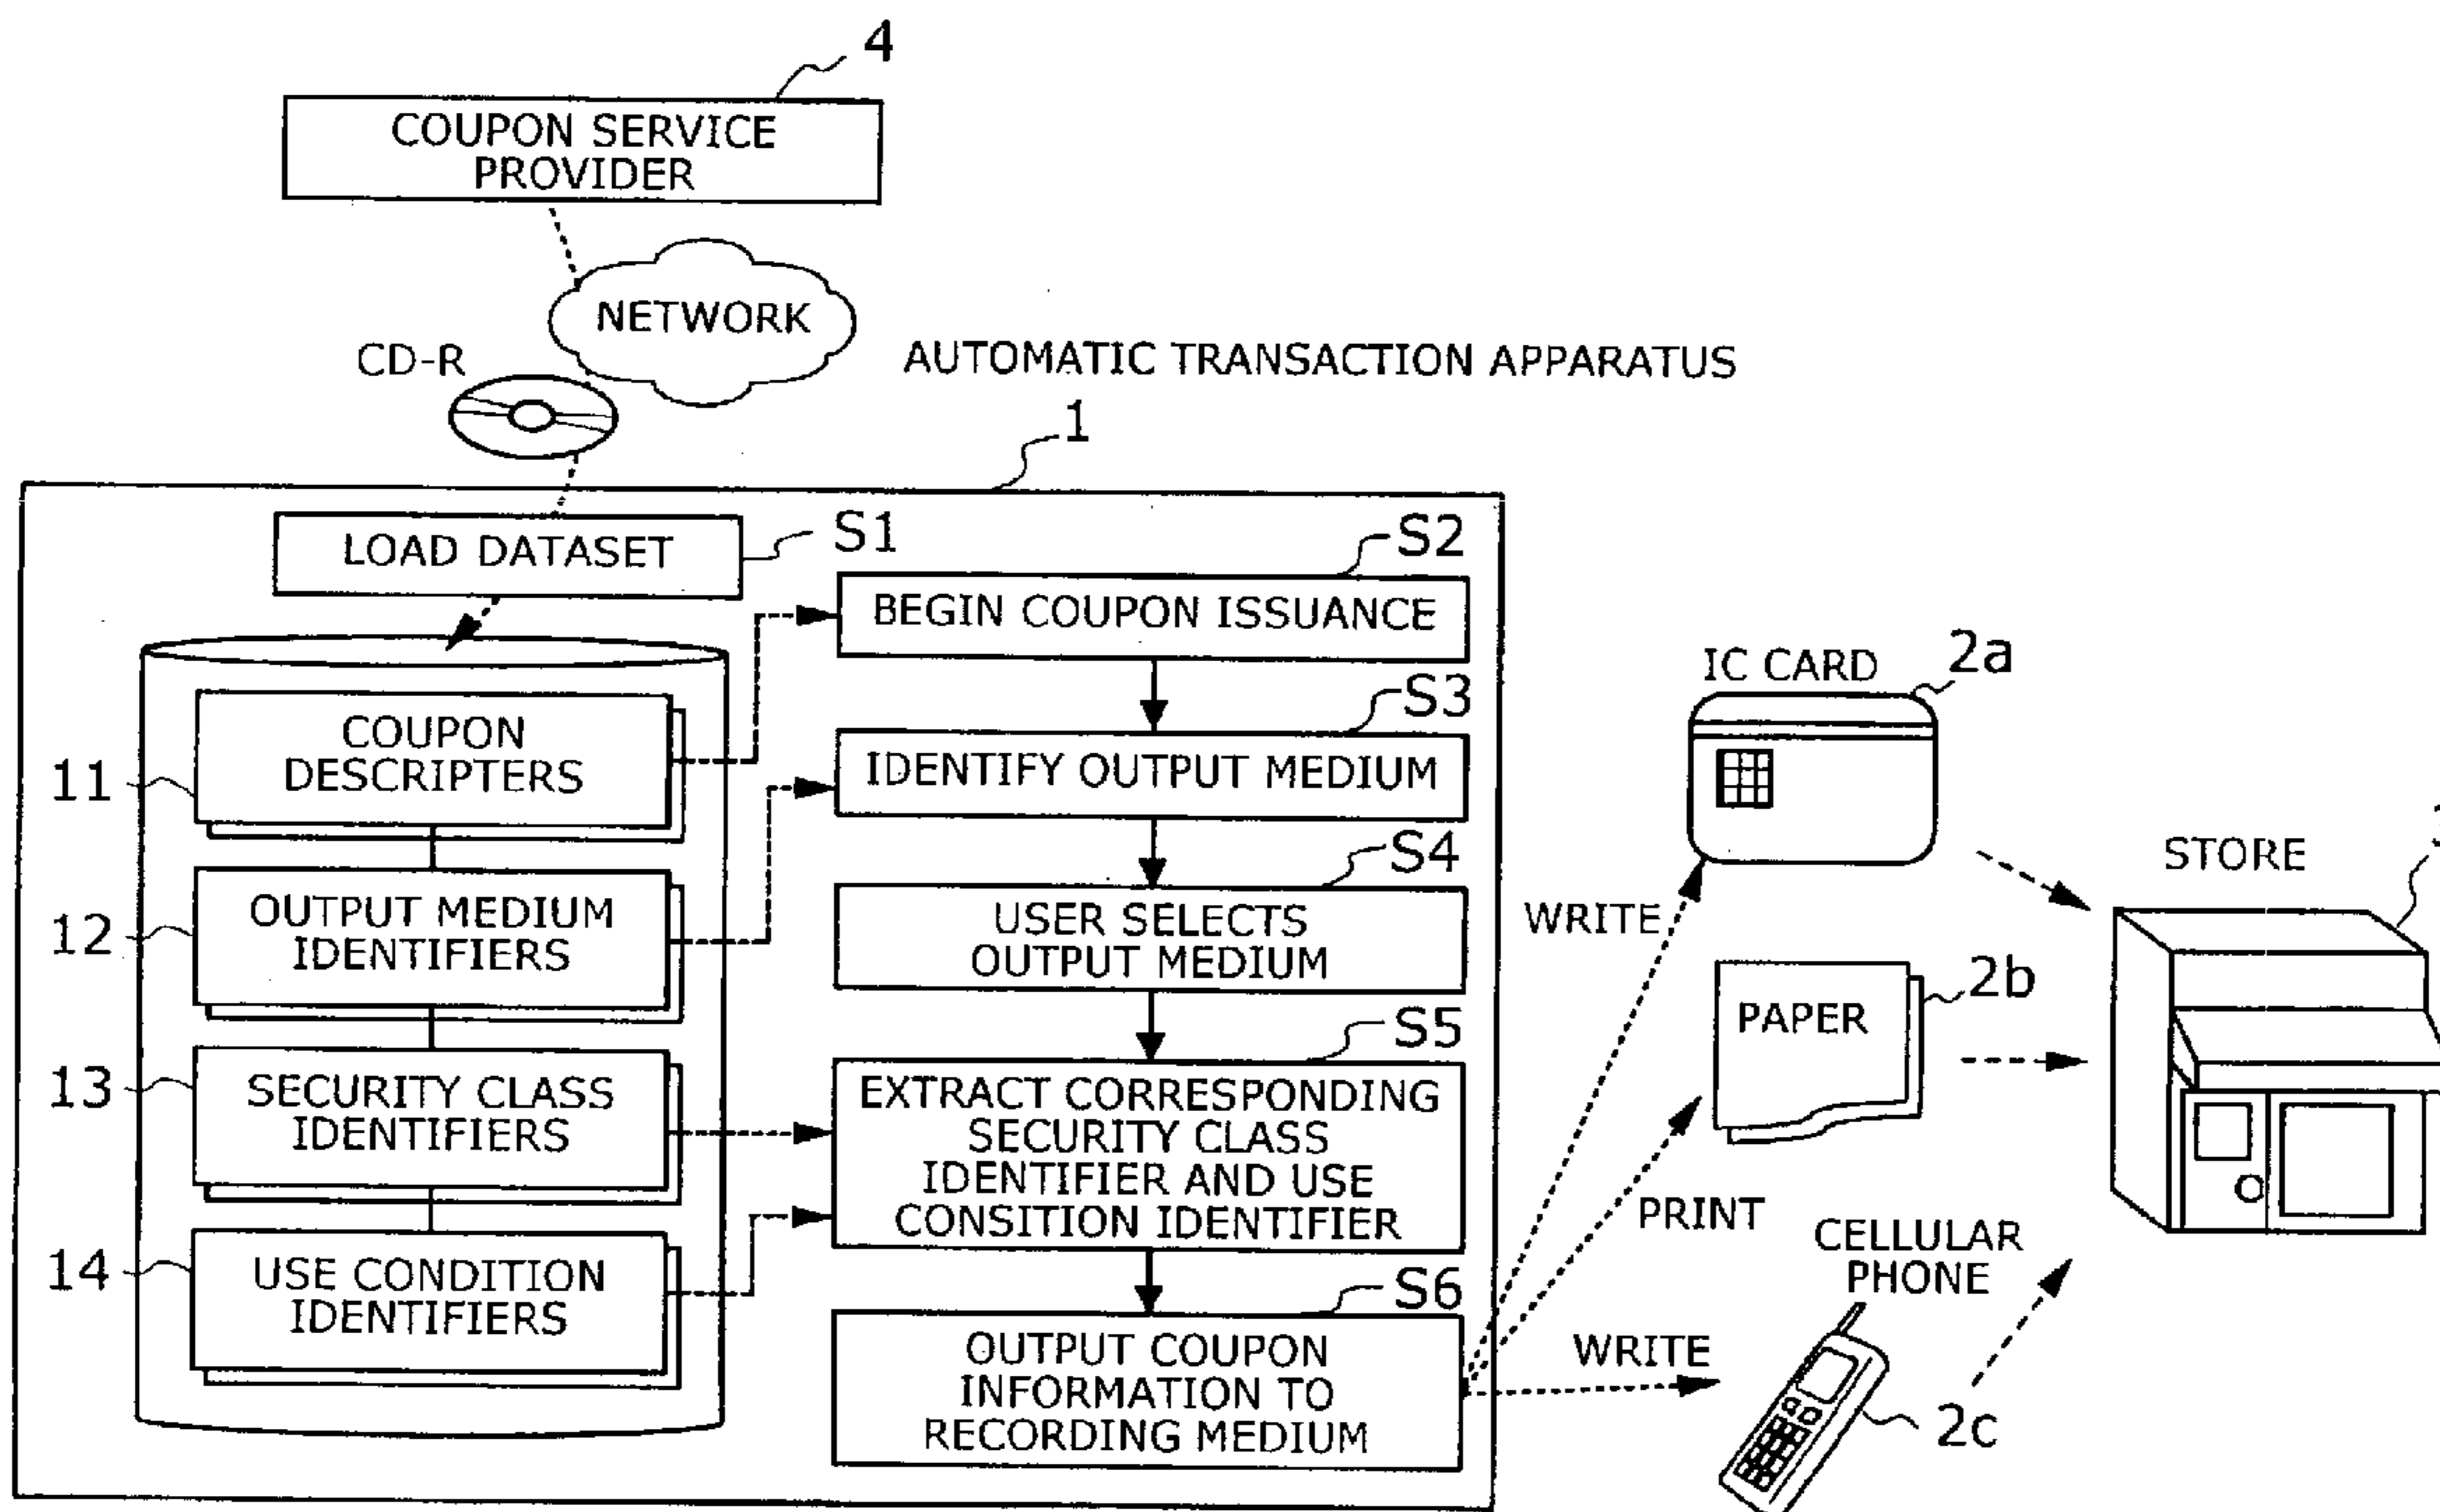 4
COUPON SERVICE
PROVIDER
NETWORK
CD-R
AUTOMATIC TRANSACTION APPARATUS
1
LOAD DATASET
S1
S2
BEGIN COUPON ISSUANCE
COUPON
DESCRIPTERS
11
S3
IDENTIFY OUTPUT MEDIUM
OUTPUT MEDIUM
IDENTIFIERS
12
S4
USER SELECTS
OUTPUT MEDIUM
SECURITY CLASS
IDENTIFIERS
13
S5
EXTRACT CORRESPONDING
SECURITY CLASS
IDENTIFIER AND USE
CONSITION IDENTIFIER
USE CONDITION
IDENTIFIERS
14
S6
OUTPUT COUPON
INFORMATION TO
RECORDING MEDIUM
IC CARD
2a
WRITE
PAPER
2b
PRINT
STORE
CELLULAR
PHONE
WRITE
2c